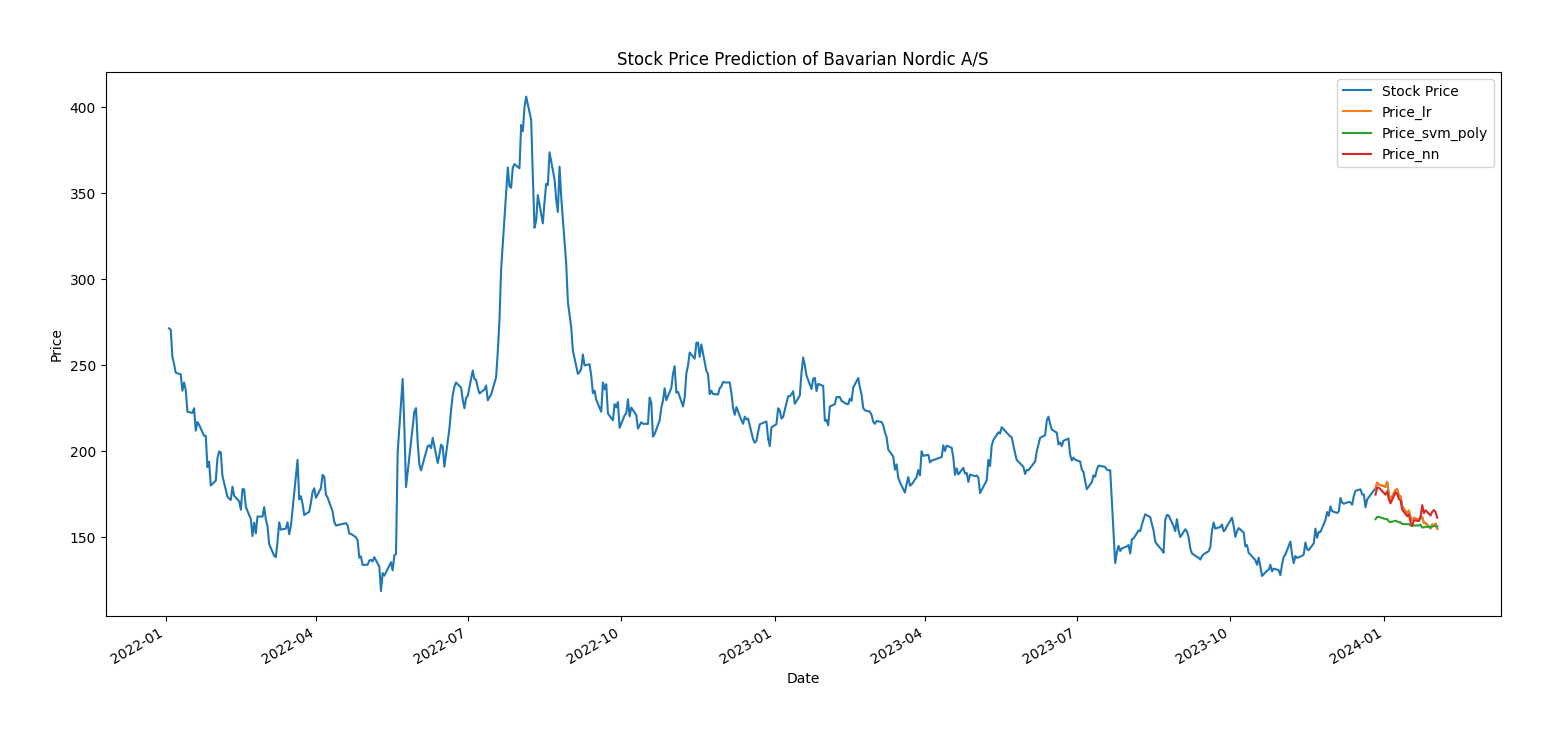 Stock Price Prediction of Bavarian Nordic A/S
Stock Price
Price_lr
Price_svm_poly
Price_nn
400
350
300
250
200
150
Price
2022-01
2022-04
2022-07
2022-10
2023-01
2023-04
2023-07
2023-10
2024-01
Date